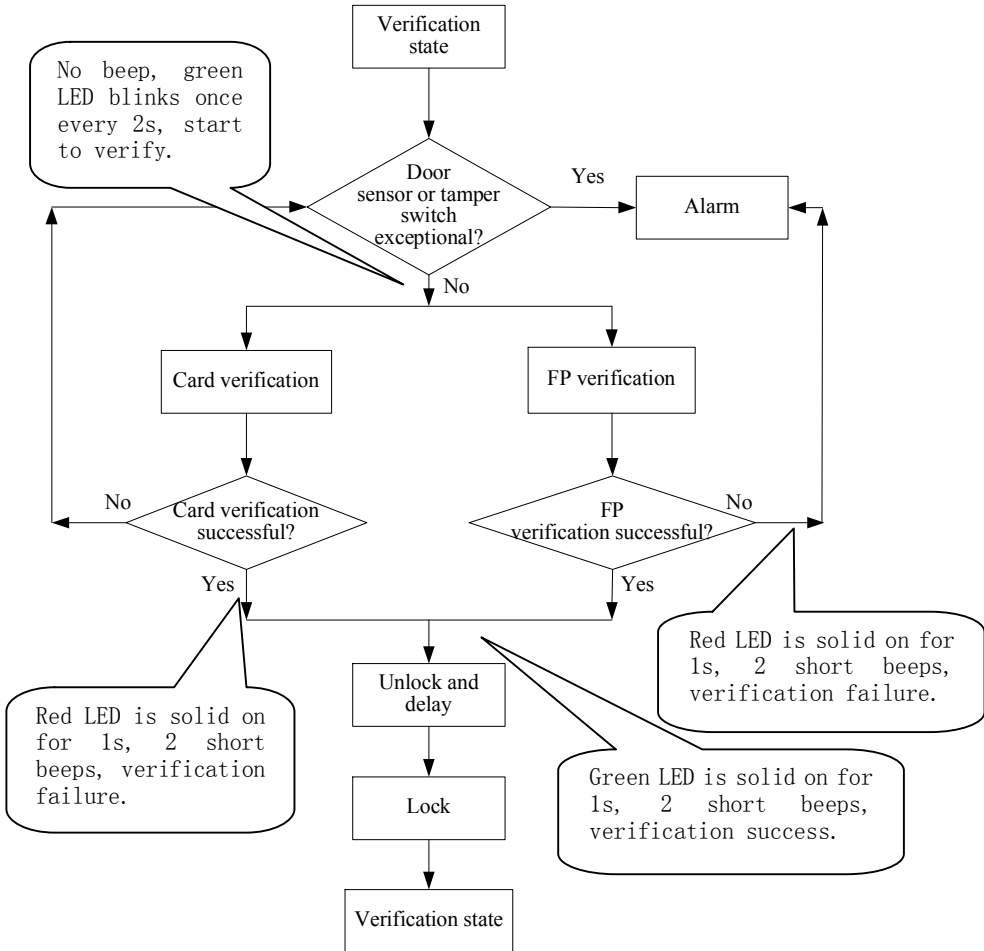 Verification
state
No beep, green
LED blinks once
every 2s, start
to verify.
Door
sensor or tamper
switch
exceptional?
Yes
Alarm
No
Card verification
FP verification
No
Card verification
successful?
FP
verification successful?
No
Yes
Yes
Red LED is solid on
for 1s, 2 short
beeps, verification
failure.
Unlock and
delay
Red LED is solid on for
1s, 2 short beeps,
verification failure.
Green LED is solid on for
1s, 2 short beeps,
verification success.
Lock
Verification state